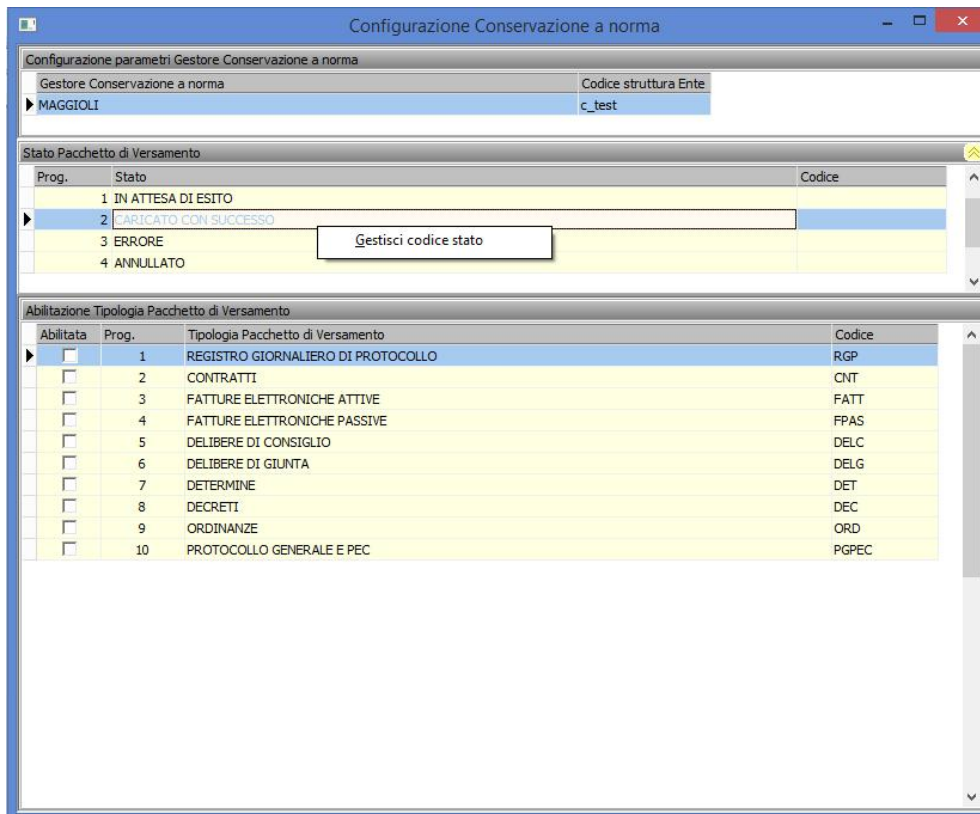 Configurazione Conservazione a norma
Configurazione parametri Gestore Conservazione a norma
Gestore Conservazione a norma Codice struttura Ente
MAGGIOLI c_test
Stato Pacchetto di Versamento
Prog. Stato Codice
1 IN ATTESA DI ESITO
2 CARICATO CON SUCCESSO
Gestisci codice stato
3 ERRORE
4 ANNULLATO
Abilitazione Tipologia Pacchetto di Versamento
Abilitata Prog. Tipologia Pacchetto di Versamento Codice
1 REGISTRO GIORNALIERO DI PROTOCOLLO RGP
2 CONTRATTI CNT
3 FATTURE ELETTRONICHE ATTIVE FATT
4 FATTURE ELETTRONICHE PASSIVE FPAS
5 DELIBERE DI CONSIGLIO DELC
6 DELIBERE DI GIUNTA DELG
7 DETERMINE DET
8 DECRETI DEC
9 ORDINANZE ORD
10 PROTOCOLLO GENERALE E PEC PGPEC